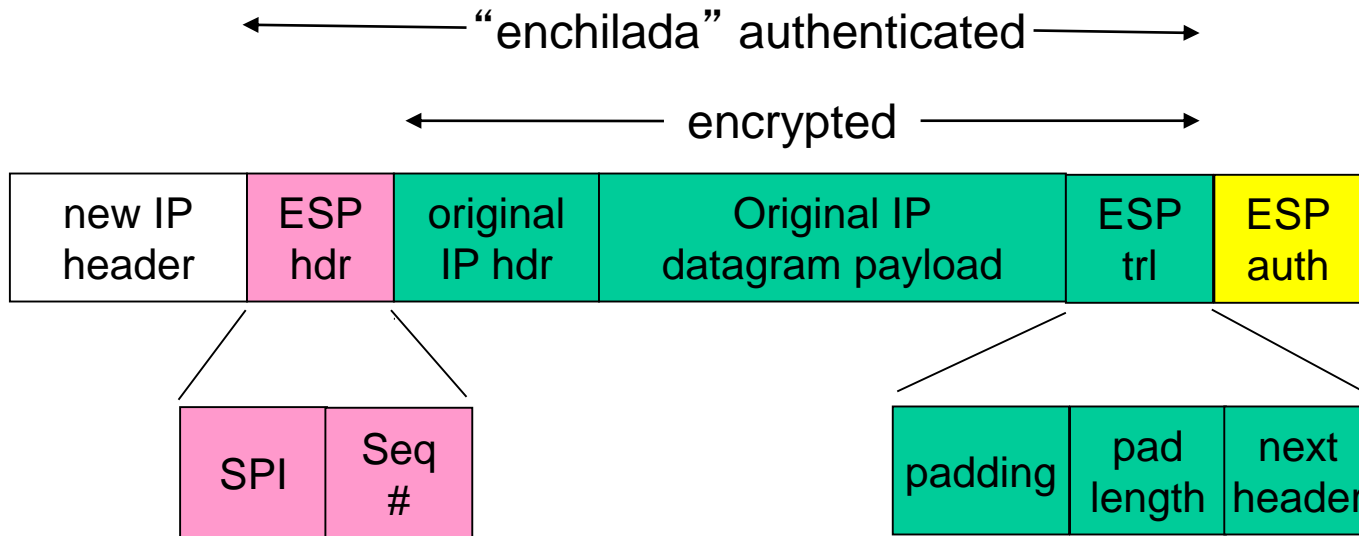 “enchilada” authenticated
encrypted
new IP
header
ESP
hdr
original
IP hdr
Original IP
datagram payload
ESP
trl
ESP
auth
SPI
Seq
#
padding
pad
length
next
header